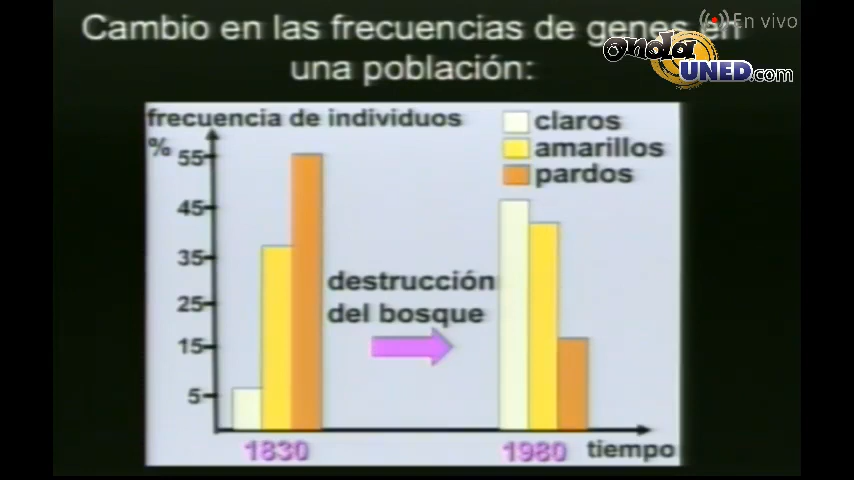 Cambio en las frecuencias de genes en
una población:
En vivo
onda
UNED.com
frecuencia de individuos
%
claros
amarillos
pardos
55
45
35
25
15
5
destrucción
del bosque
1830
1980
tiempo